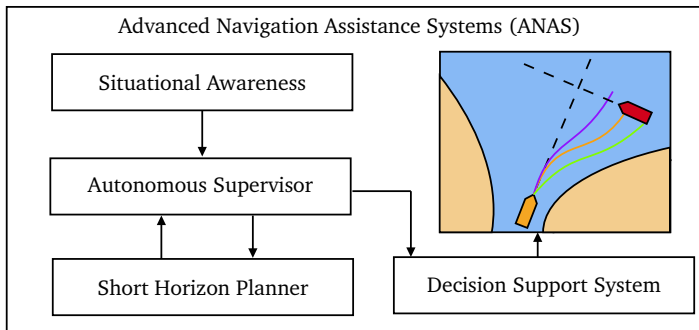 Advanced Navigation Assistance Systems (ANAS)
Situational Awareness
Autonomous Supervisor
Short Horizon Planner
Decision Support System